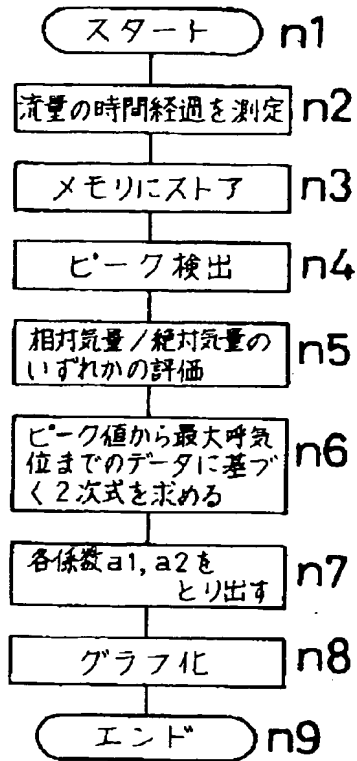 スタート n1
流量の時間経過を測定 n2
メモリにストア n3
ピーク検出 n4
相対気量/絶対気量の
いずれかの評価 n5
ピーク値から最大呼気
位までのデータに基づ
く2次式を求める n6
各係数a1,a2を
とり出す n7
グラフ化 n8
エンド n9